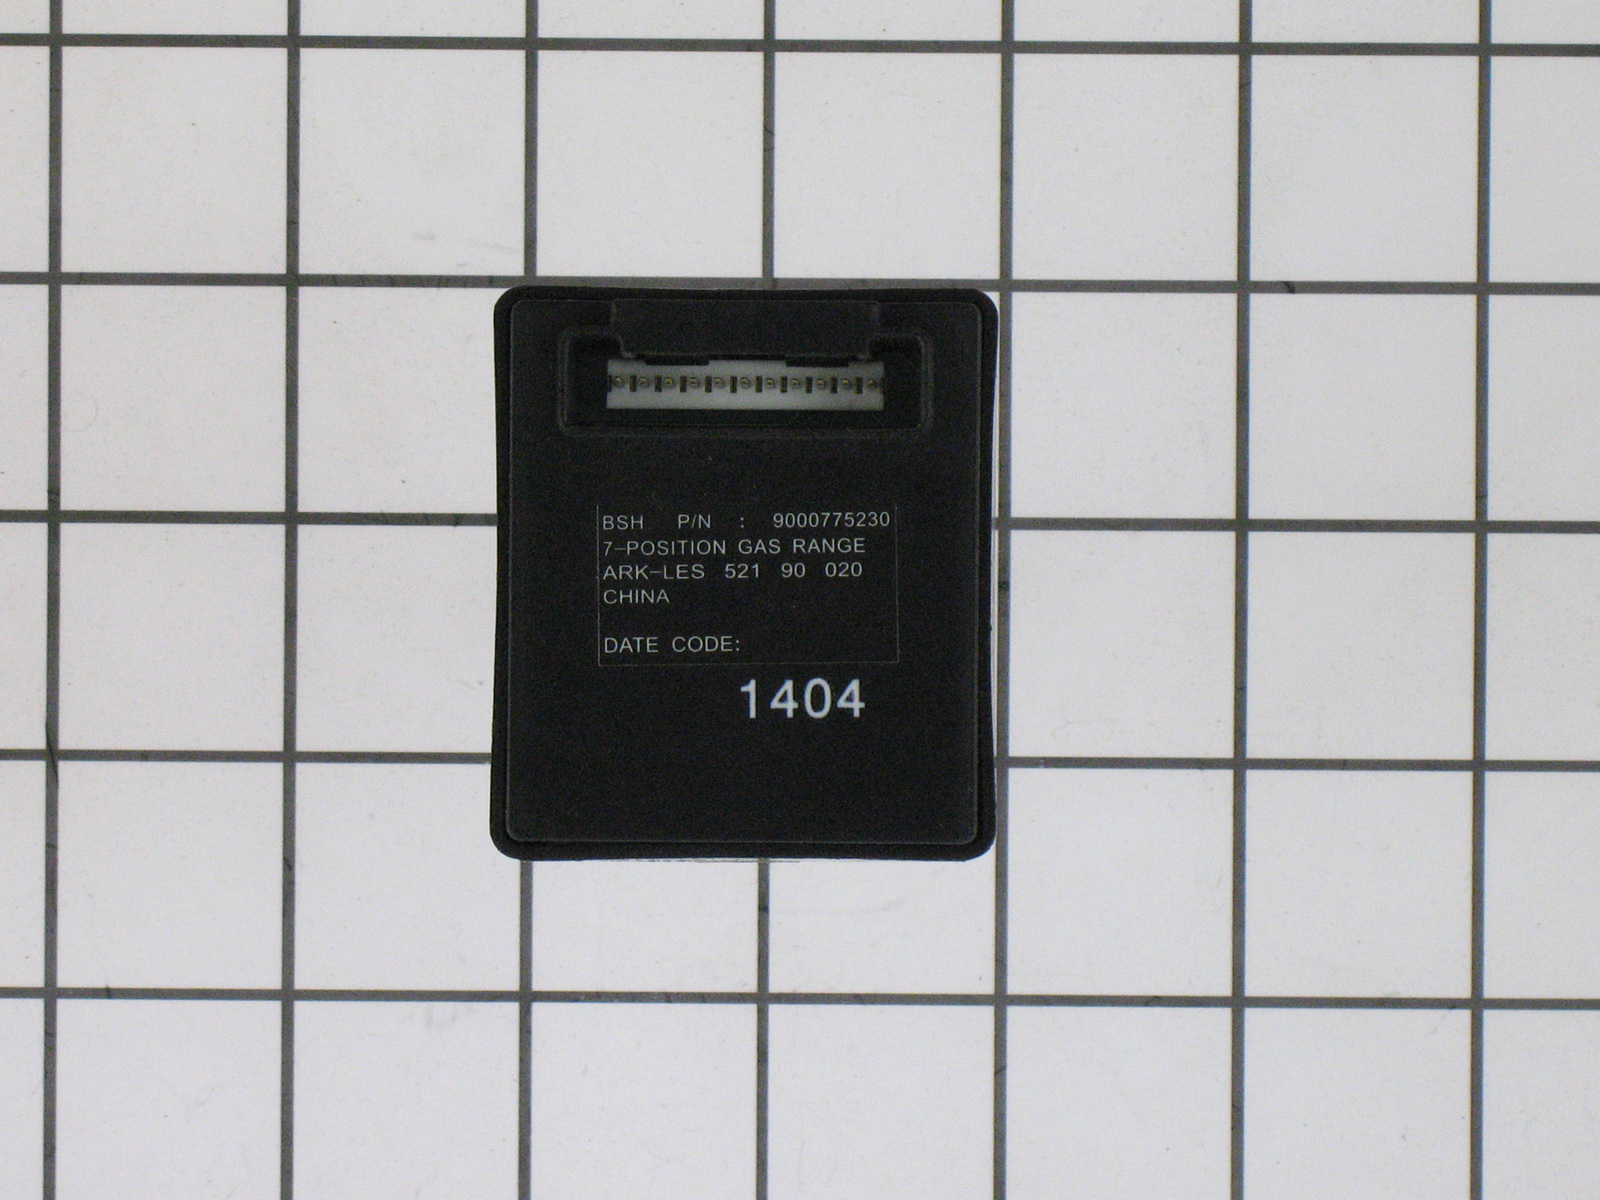 BSH P/N : 9000775230
7-POSITION GAS RANGE
ARK-LES 521 90 020
CHINA
DATE CODE:
1404